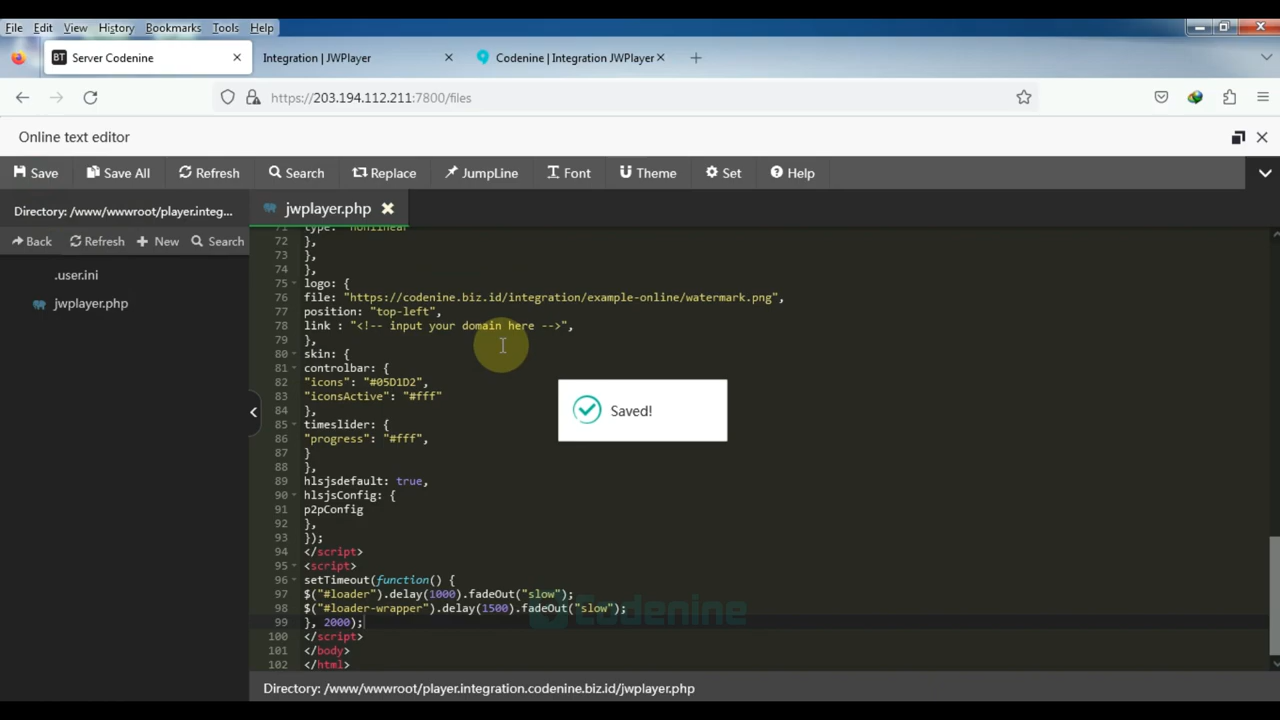 File Edit View History Bookmarks Tools Help
BT Server Codenine
Integration | JWPlayer
Codenine | Integration JWPlayer
https://203.194.112.211:7800/files
Online text editor
Save Save All Refresh Search Replace JumpLine Font Theme Set Help
Directory: /www/wwwroot/player.integ...
jwplayer.php
Back Refresh New Search
.user.ini
jwplayer.php
71 type: "nonlinear"
72 },
73 },
74 },
75 logo: {
76 file: "https://codenine.biz.id/integration/example-online/watermark.png",
77 position: "top-left",
78 link : "<!-- input your domain here -->",
79 },
80 skin: {
81 controlbar: {
82 "icons": "#05D1D2",
83 "iconsActive": "#fff"
84 },
85 timeslider: {
86 "progress": "#fff",
87 }
88 },
89 hlsjsdefault: true,
90 hlsjsConfig: {
91 p2pConfig
92 },
93 });
94 </script>
95 <script>
96 setTimeout(function() {
97 $("#loader").delay(1000).fadeOut("slow");
98 $("#loader-wrapper").delay(1500).fadeOut("slow");
99 }, 2000);
100 </script>
101 </body>
102 </html>
Saved!
Codenine
Directory: /www/wwwroot/player.integration.codenine.biz.id/jwplayer.php